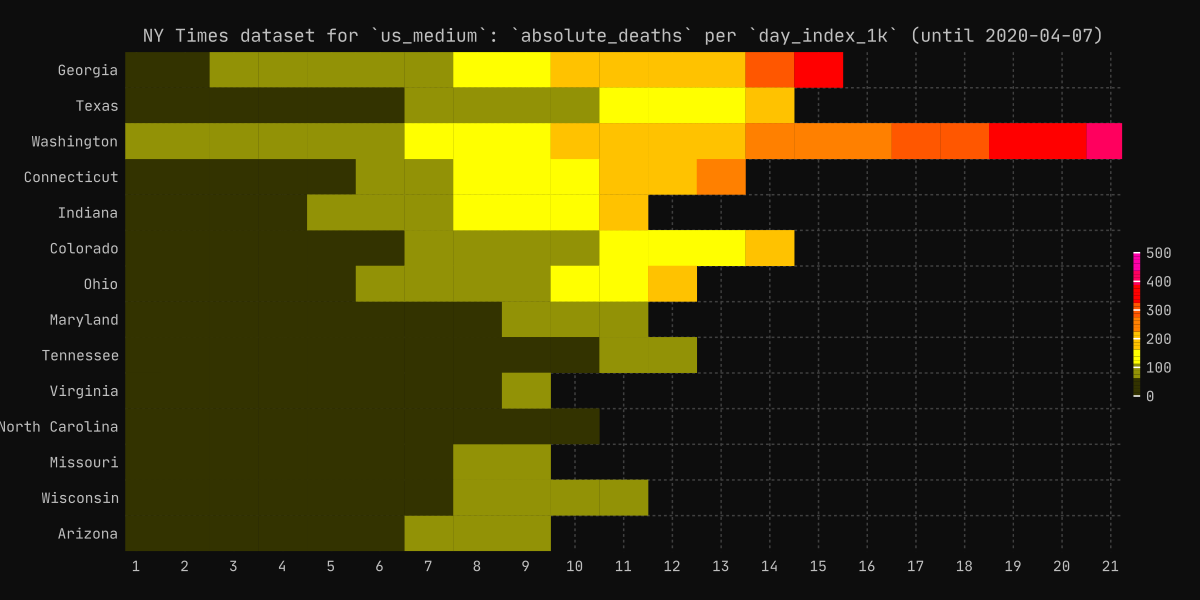 NY Times dataset for `us_medium`: `absolute_deaths` per `day_index_1k` (until 2020-04-07)
Georgia
Texas
Washington
Connecticut
Indiana
Colorado
Ohio
Maryland
Tennessee
Virginia
North Carolina
Missouri
Wisconsin
Arizona
1 2 3 4 5 6 7 8 9 10 11 12 13 14 15 16 17 18 19 20 21
500
400
300
200
100
0